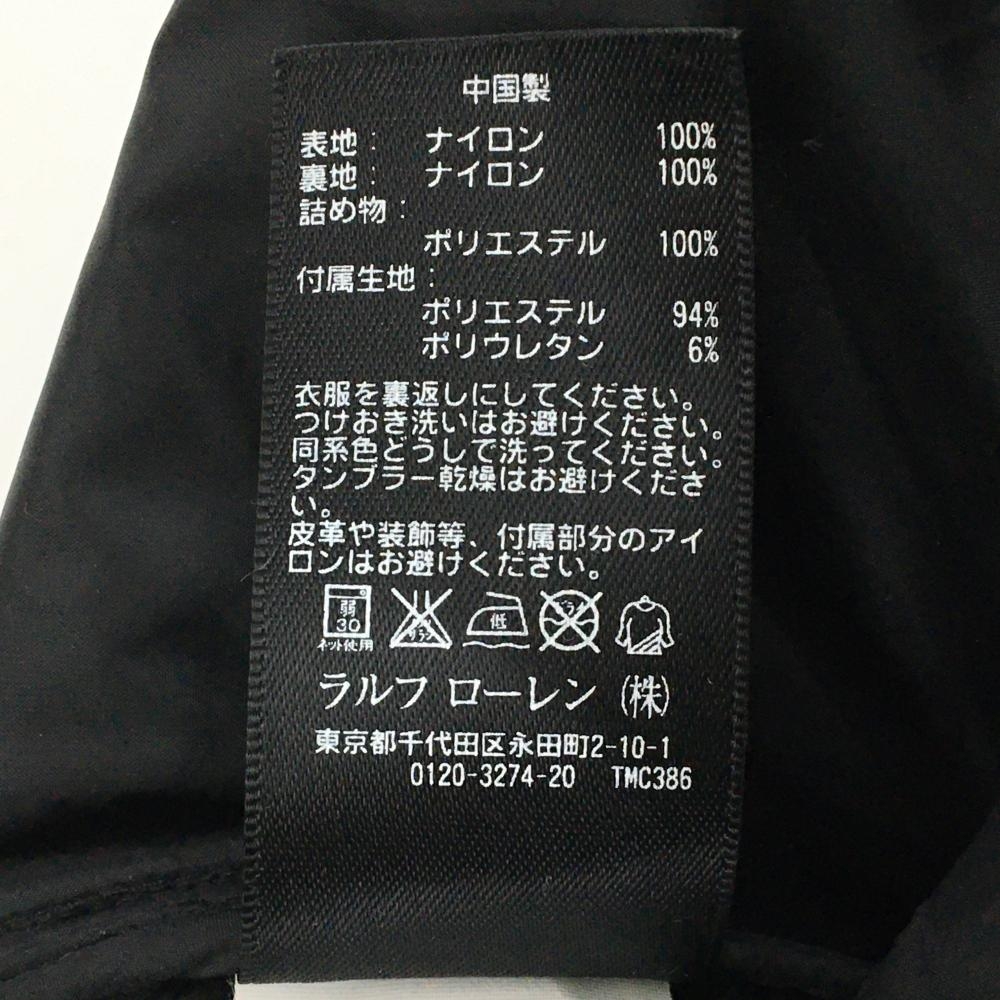 中国製
表地： ナイロン 100%
裏地： ナイロン 100%
詰め物：
ポリエステル 100%
付属生地：
ポリエステル 94%
ポリウレタン 6%
衣服を裏返しにしてください。
つけおき洗いはお避けください。
同系色どうしで洗ってください。
タンブラー乾燥はお避けくださ
い。
皮革や装飾等、付属部分のアイ
ロンはお避けください。
弱
30
ネット使用
低
ラルフ ローレン (株)
東京都千代田区永田町2-10-1
0120-3274-20 TMC386